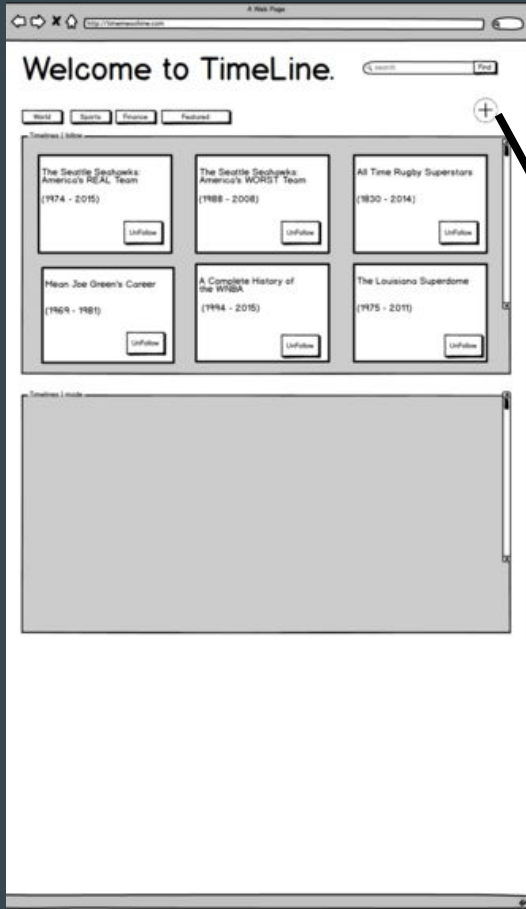 A Web Page
http://timemaschine.com
Welcome to TimeLine.
search
Find
World
Sports
Finance
Featured
Timelines I follow
The Seattle Seahawks:
America's REAL Team
(1974 - 2015)
UnFollow
The Seattle Seahawks:
America's WORST Team
(1988 - 2008)
UnFollow
All Time Rugby Superstars
(1830 - 2014)
UnFollow
Mean Joe Green's Career
(1969 - 1981)
UnFollow
A Complete History of
the WNBA
(1994 - 2015)
UnFollow
The Louisiana Superdome
(1975 - 2011)
UnFollow
Timelines I made